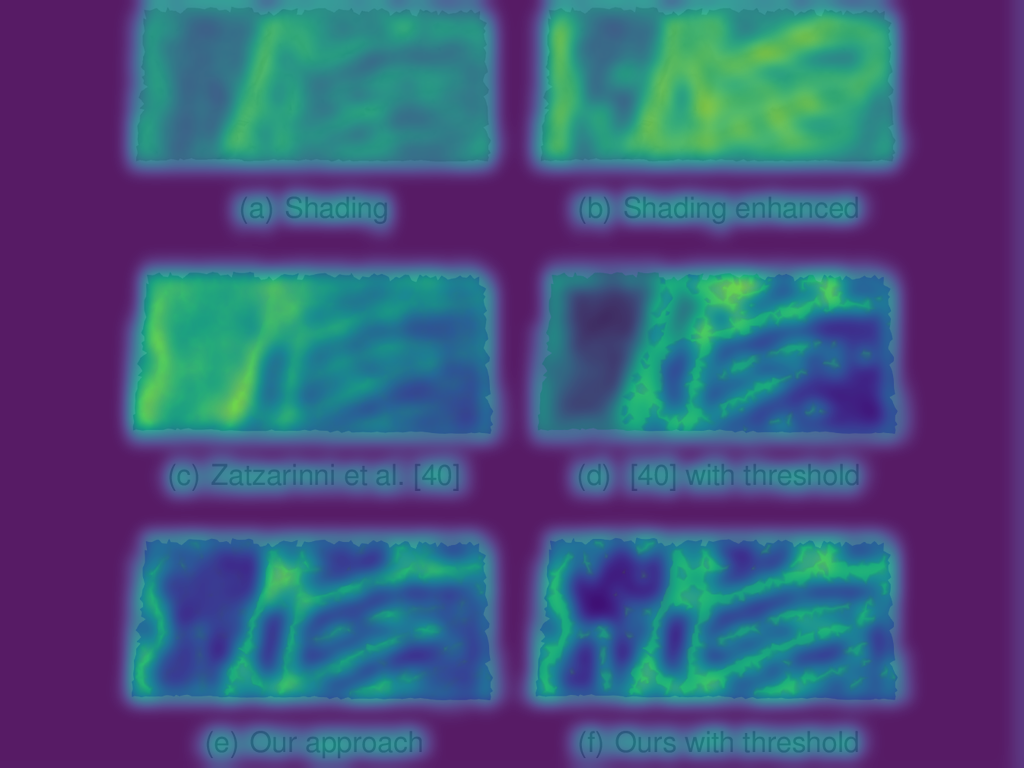 (a) Shading
(b) Shading enhanced
(c) Zatzarinni et al. [40]
(d) [40] with threshold
(e) Our approach
(f) Ours with threshold